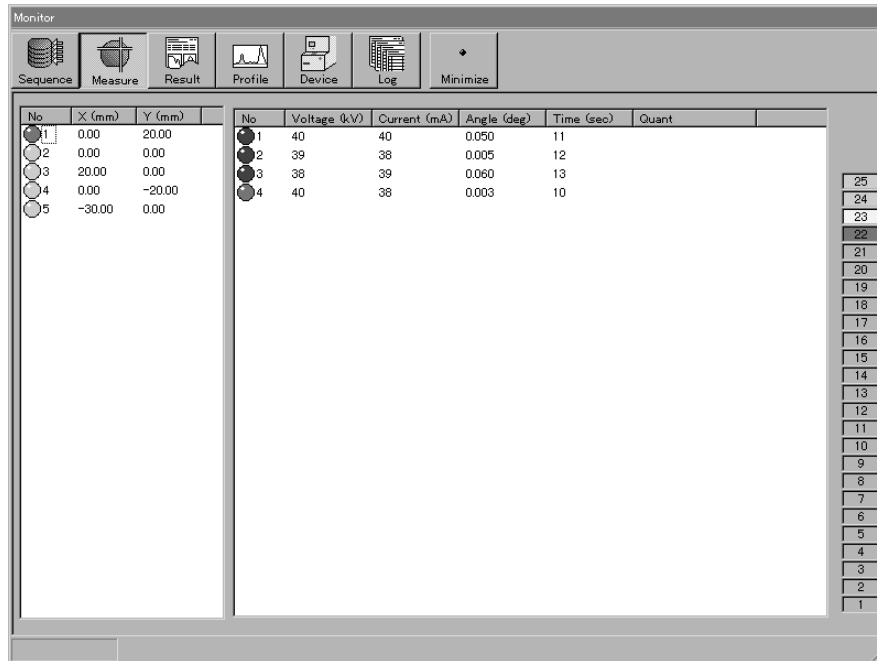 Monitor
Sequence Measure Result Profile Device Log Minimize
No X (mm) Y (mm)
1 0.00 20.00
2 0.00 0.00
3 20.00 0.00
4 0.00 -20.00
5 -30.00 0.00
No Voltage (kV) Current (mA) Angle (deg) Time (sec) Quant
1 40 40 0.050 11
2 39 38 0.005 12
3 38 39 0.060 13
4 40 38 0.003 10
25
24
23
22
21
20
19
18
17
16
15
14
13
12
11
10
9
8
7
6
5
4
3
2
1